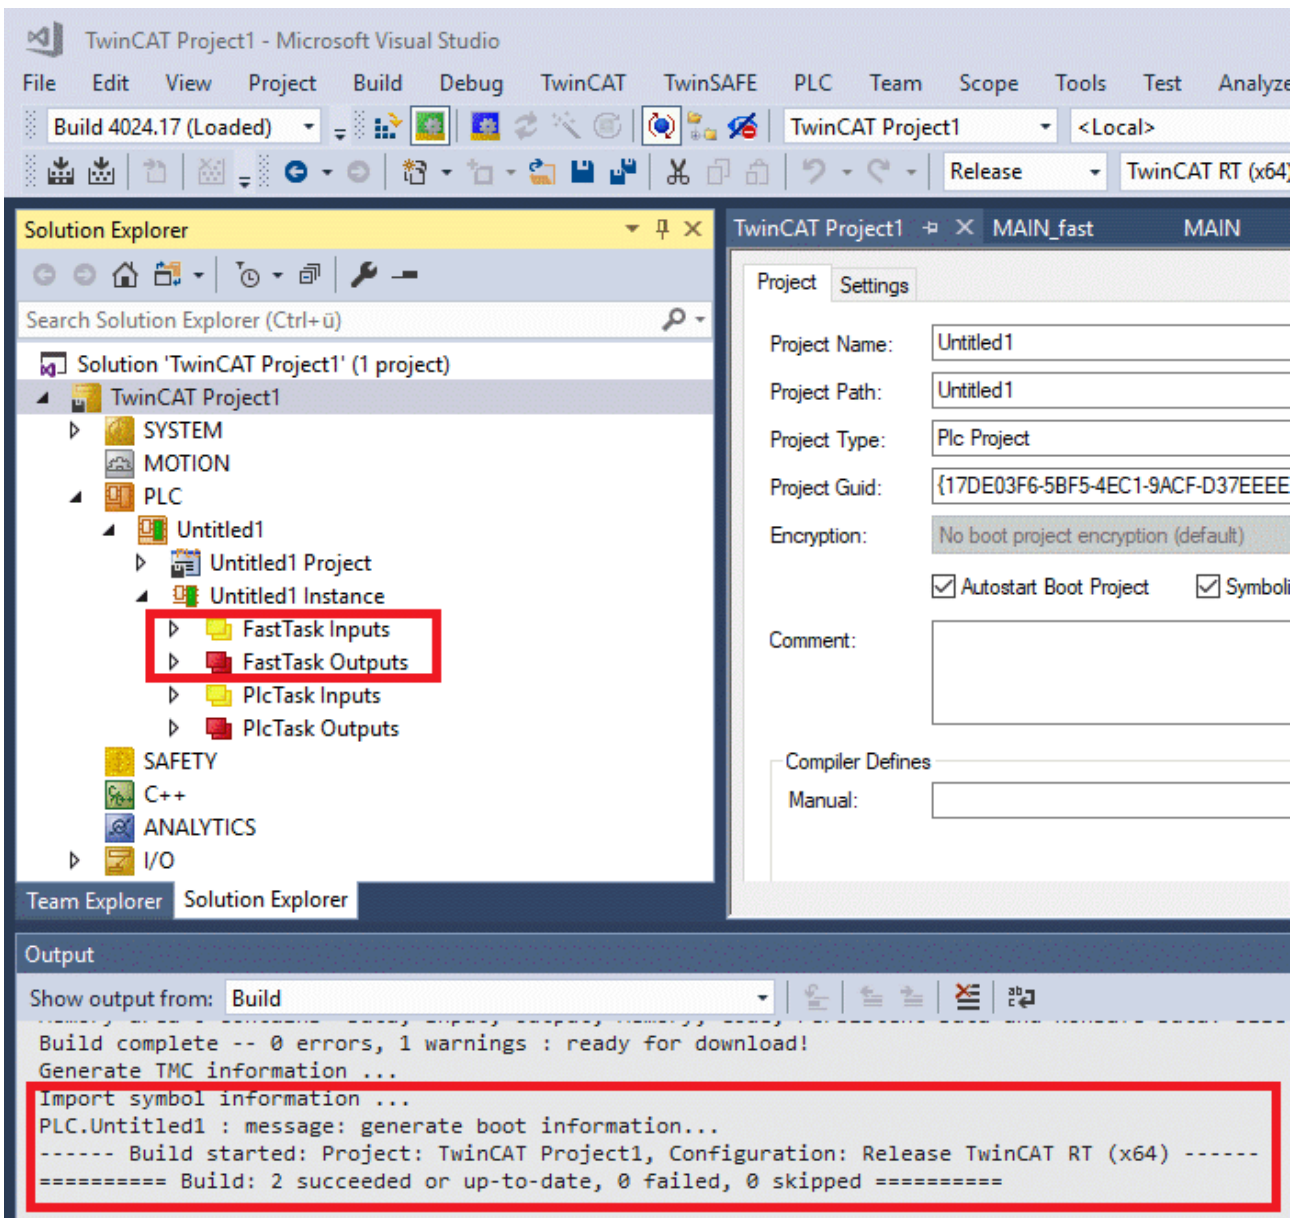 TwinCAT Project1 - Microsoft Visual Studio
File Edit View Project Build Debug TwinCAT TwinSAFE PLC Team Scope Tools Test Analyze
Build 4024.17 (Loaded) TwinCAT Project1 <Local>
Release TwinCAT RT (x64)
Solution Explorer
TwinCAT Project1 MAIN_fast MAIN
Search Solution Explorer (Ctrl+ü)
Solution 'TwinCAT Project1' (1 project)
TwinCAT Project1
SYSTEM
MOTION
PLC
Untitled1
Untitled1 Project
Untitled1 Instance
FastTask Inputs
FastTask Outputs
PlcTask Inputs
PlcTask Outputs
SAFETY
C++
ANALYTICS
I/O
Team Explorer Solution Explorer
Project Settings
Project Name: Untitled1
Project Path: Untitled1
Project Type: Plc Project
Project Guid: {17DE03F6-5BF5-4EC1-9ACF-D37EEEE
Encryption: No boot project encryption (default)
Autostart Boot Project Symboli
Comment:
Compiler Defines
Manual:
Output
Show output from: Build
Build complete -- 0 errors, 1 warnings : ready for download!
Generate TMC information ...
Import symbol information ...
PLC.Untitled1 : message: generate boot information...
------ Build started: Project: TwinCAT Project1, Configuration: Release TwinCAT RT (x64) ------
========== Build: 2 succeeded or up-to-date, 0 failed, 0 skipped ==========